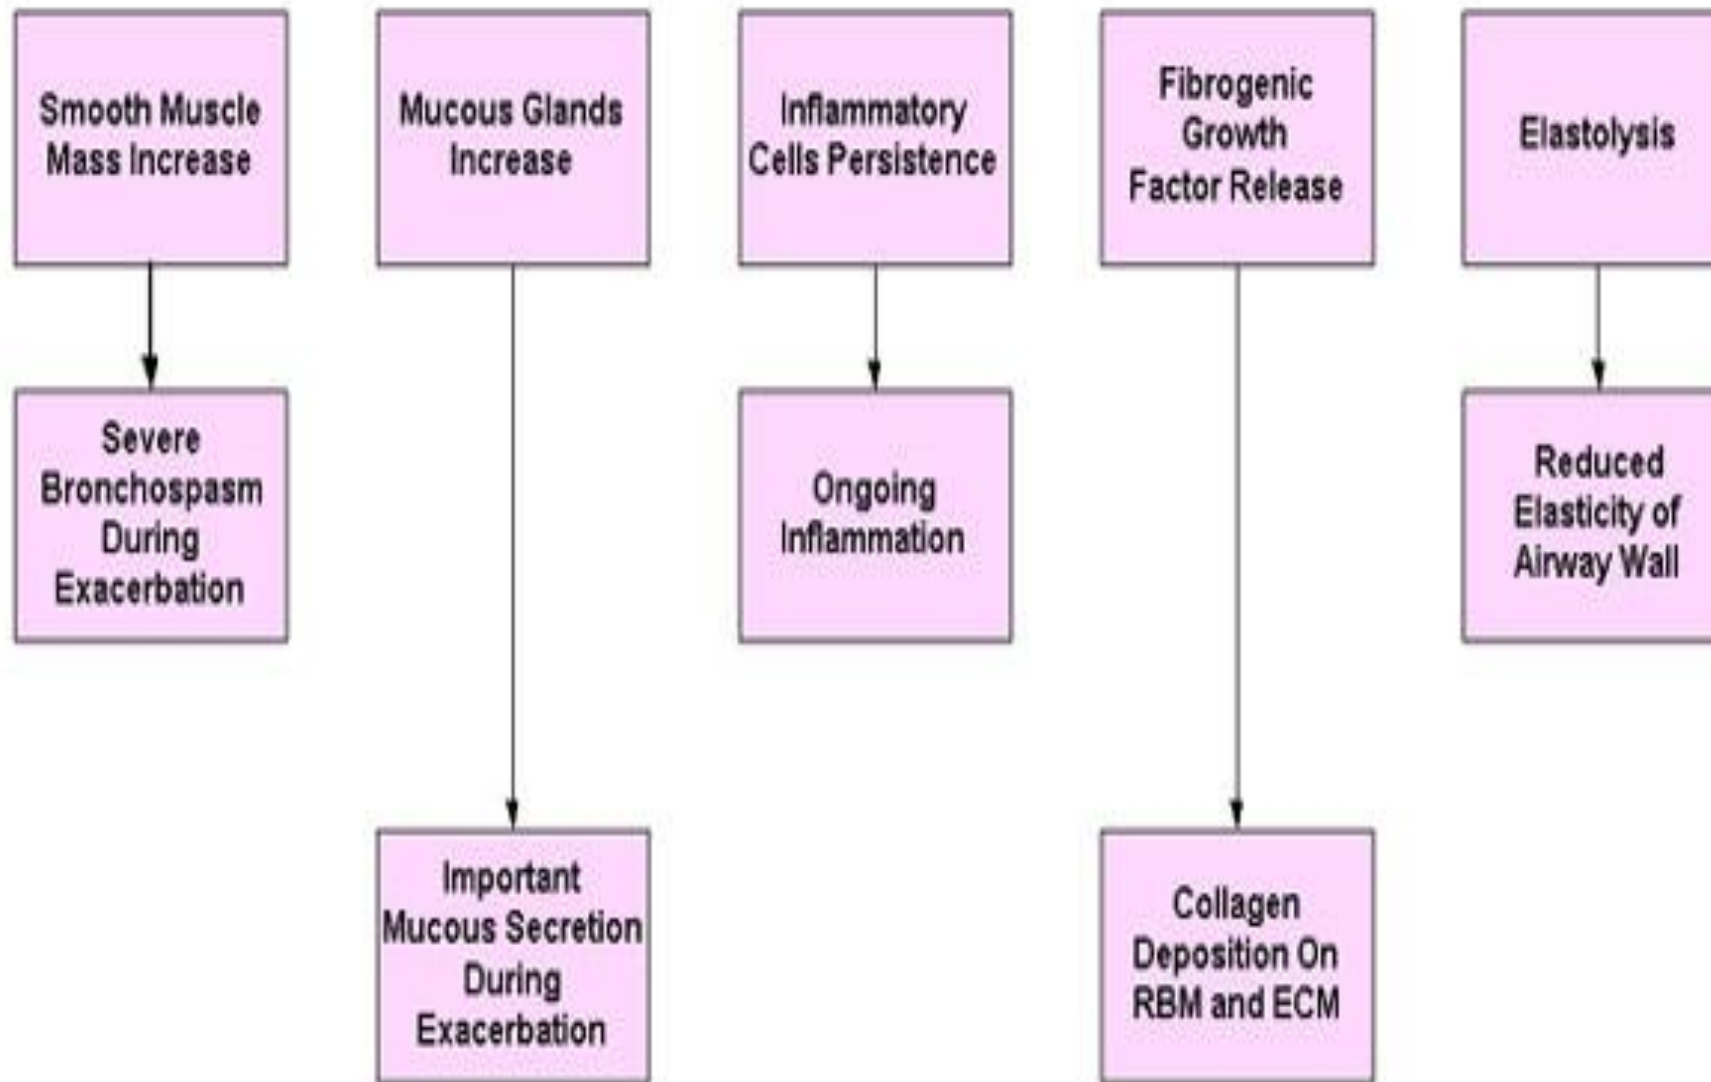 Smooth Muscle
Mass Increase
Mucous Glands
Increase
Inflammatory
Cells Persistence
Fibrogenic
Growth
Factor Release
Elastolysis
Severe
Bronchospasm
During
Exacerbation
Ongoing
Inflammation
Reduced
Elasticity of
Airway Wall
Important
Mucous Secretion
During
Exacerbation
Collagen
Deposition On
RBM and ECM